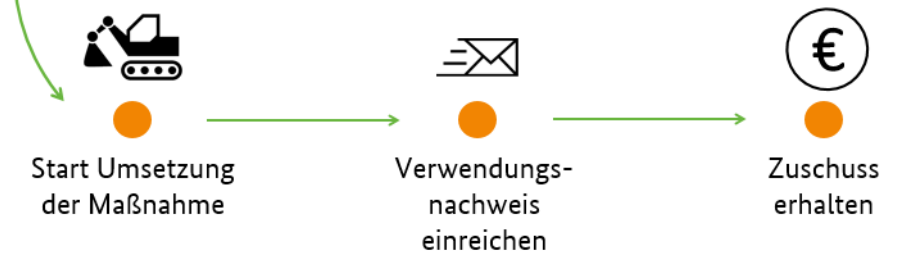 €
Start Umsetzung
der Maßnahme
Verwendungs-
nachweis
einreichen
Zuschuss
erhalten